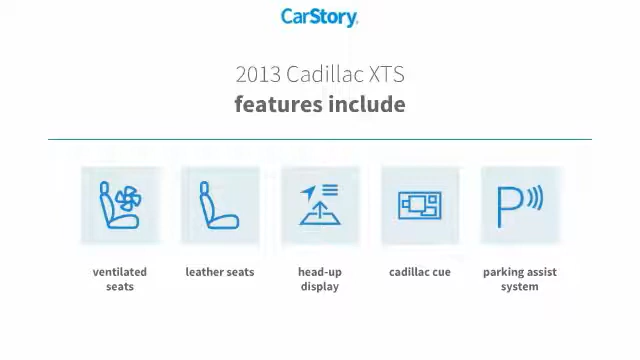 CarStory
2013 Cadillac XTS
features include
P
ventilated
seats
leather seats
head-up
display
cadillac cue
parking assist
system